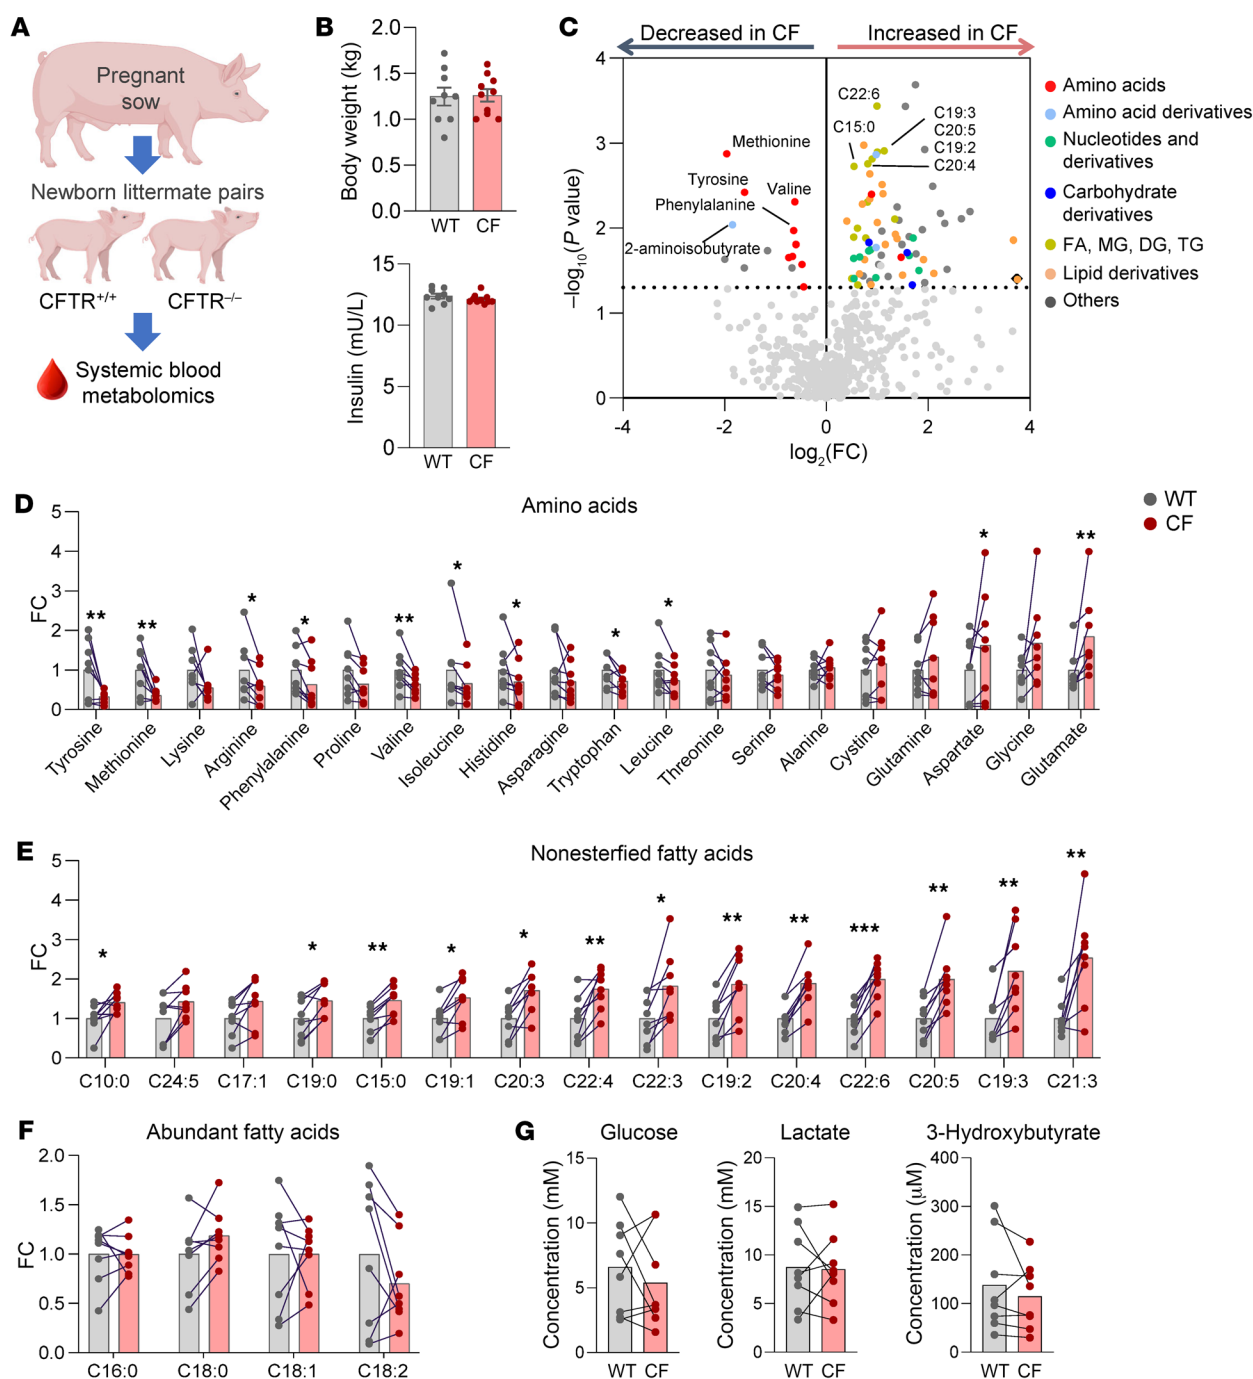 A
Pregnant
sow
Newborn littermate pairs
CFTR+/+
CFTR–/–
Systemic blood
metabolomics
B
Body weight (kg)
2.0
1.5
1.0
0.5
0.0
WT
CF
Insulin (mU/L)
15
10
5
0
WT
CF
C
Decreased in CF
Increased in CF
–log10(P value)
4
3
2
1
0
-4
-2
0
2
4
log2(FC)
C22:6
C15:0
C19:3
C20:5
C19:2
C20:4
Methionine
Tyrosine
Valine
Phenylalanine
2-aminoisobutyrate
Amino acids
Amino acid derivatives
Nucleotides and
derivatives
Carbohydrate
derivatives
FA, MG, DG, TG
Lipid derivatives
Others
D
Amino acids
WT
CF
FC
5
4
3
2
1
0
**
**
*
*
**
*
*
*
*
*
**
Tyrosine
Methionine
Lysine
Arginine
Phenylalanine
Proline
Valine
Isoleucine
Histidine
Asparagine
Tryptophan
Leucine
Threonine
Serine
Alanine
Cystine
Glutamine
Aspartate
Glycine
Glutamate
E
Nonesterfied fatty acids
FC
5
4
3
2
1
0
*
*
**
*
*
**
*
**
**
***
**
**
**
C10:0
C24:5
C17:1
C19:0
C15:0
C19:1
C20:3
C22:4
C22:3
C19:2
C20:4
C22:6
C20:5
C19:3
C21:3
F
Abundant fatty acids
FC
2.0
1.5
1.0
0.5
0.0
C16:0
C18:0
C18:1
C18:2
G
Glucose
Concentration (mM)
15
10
5
0
WT
CF
Lactate
Concentration (mM)
20
15
10
5
0
WT
CF
3-Hydroxybutyrate
Concentration (µM)
400
300
200
100
0
WT
CF